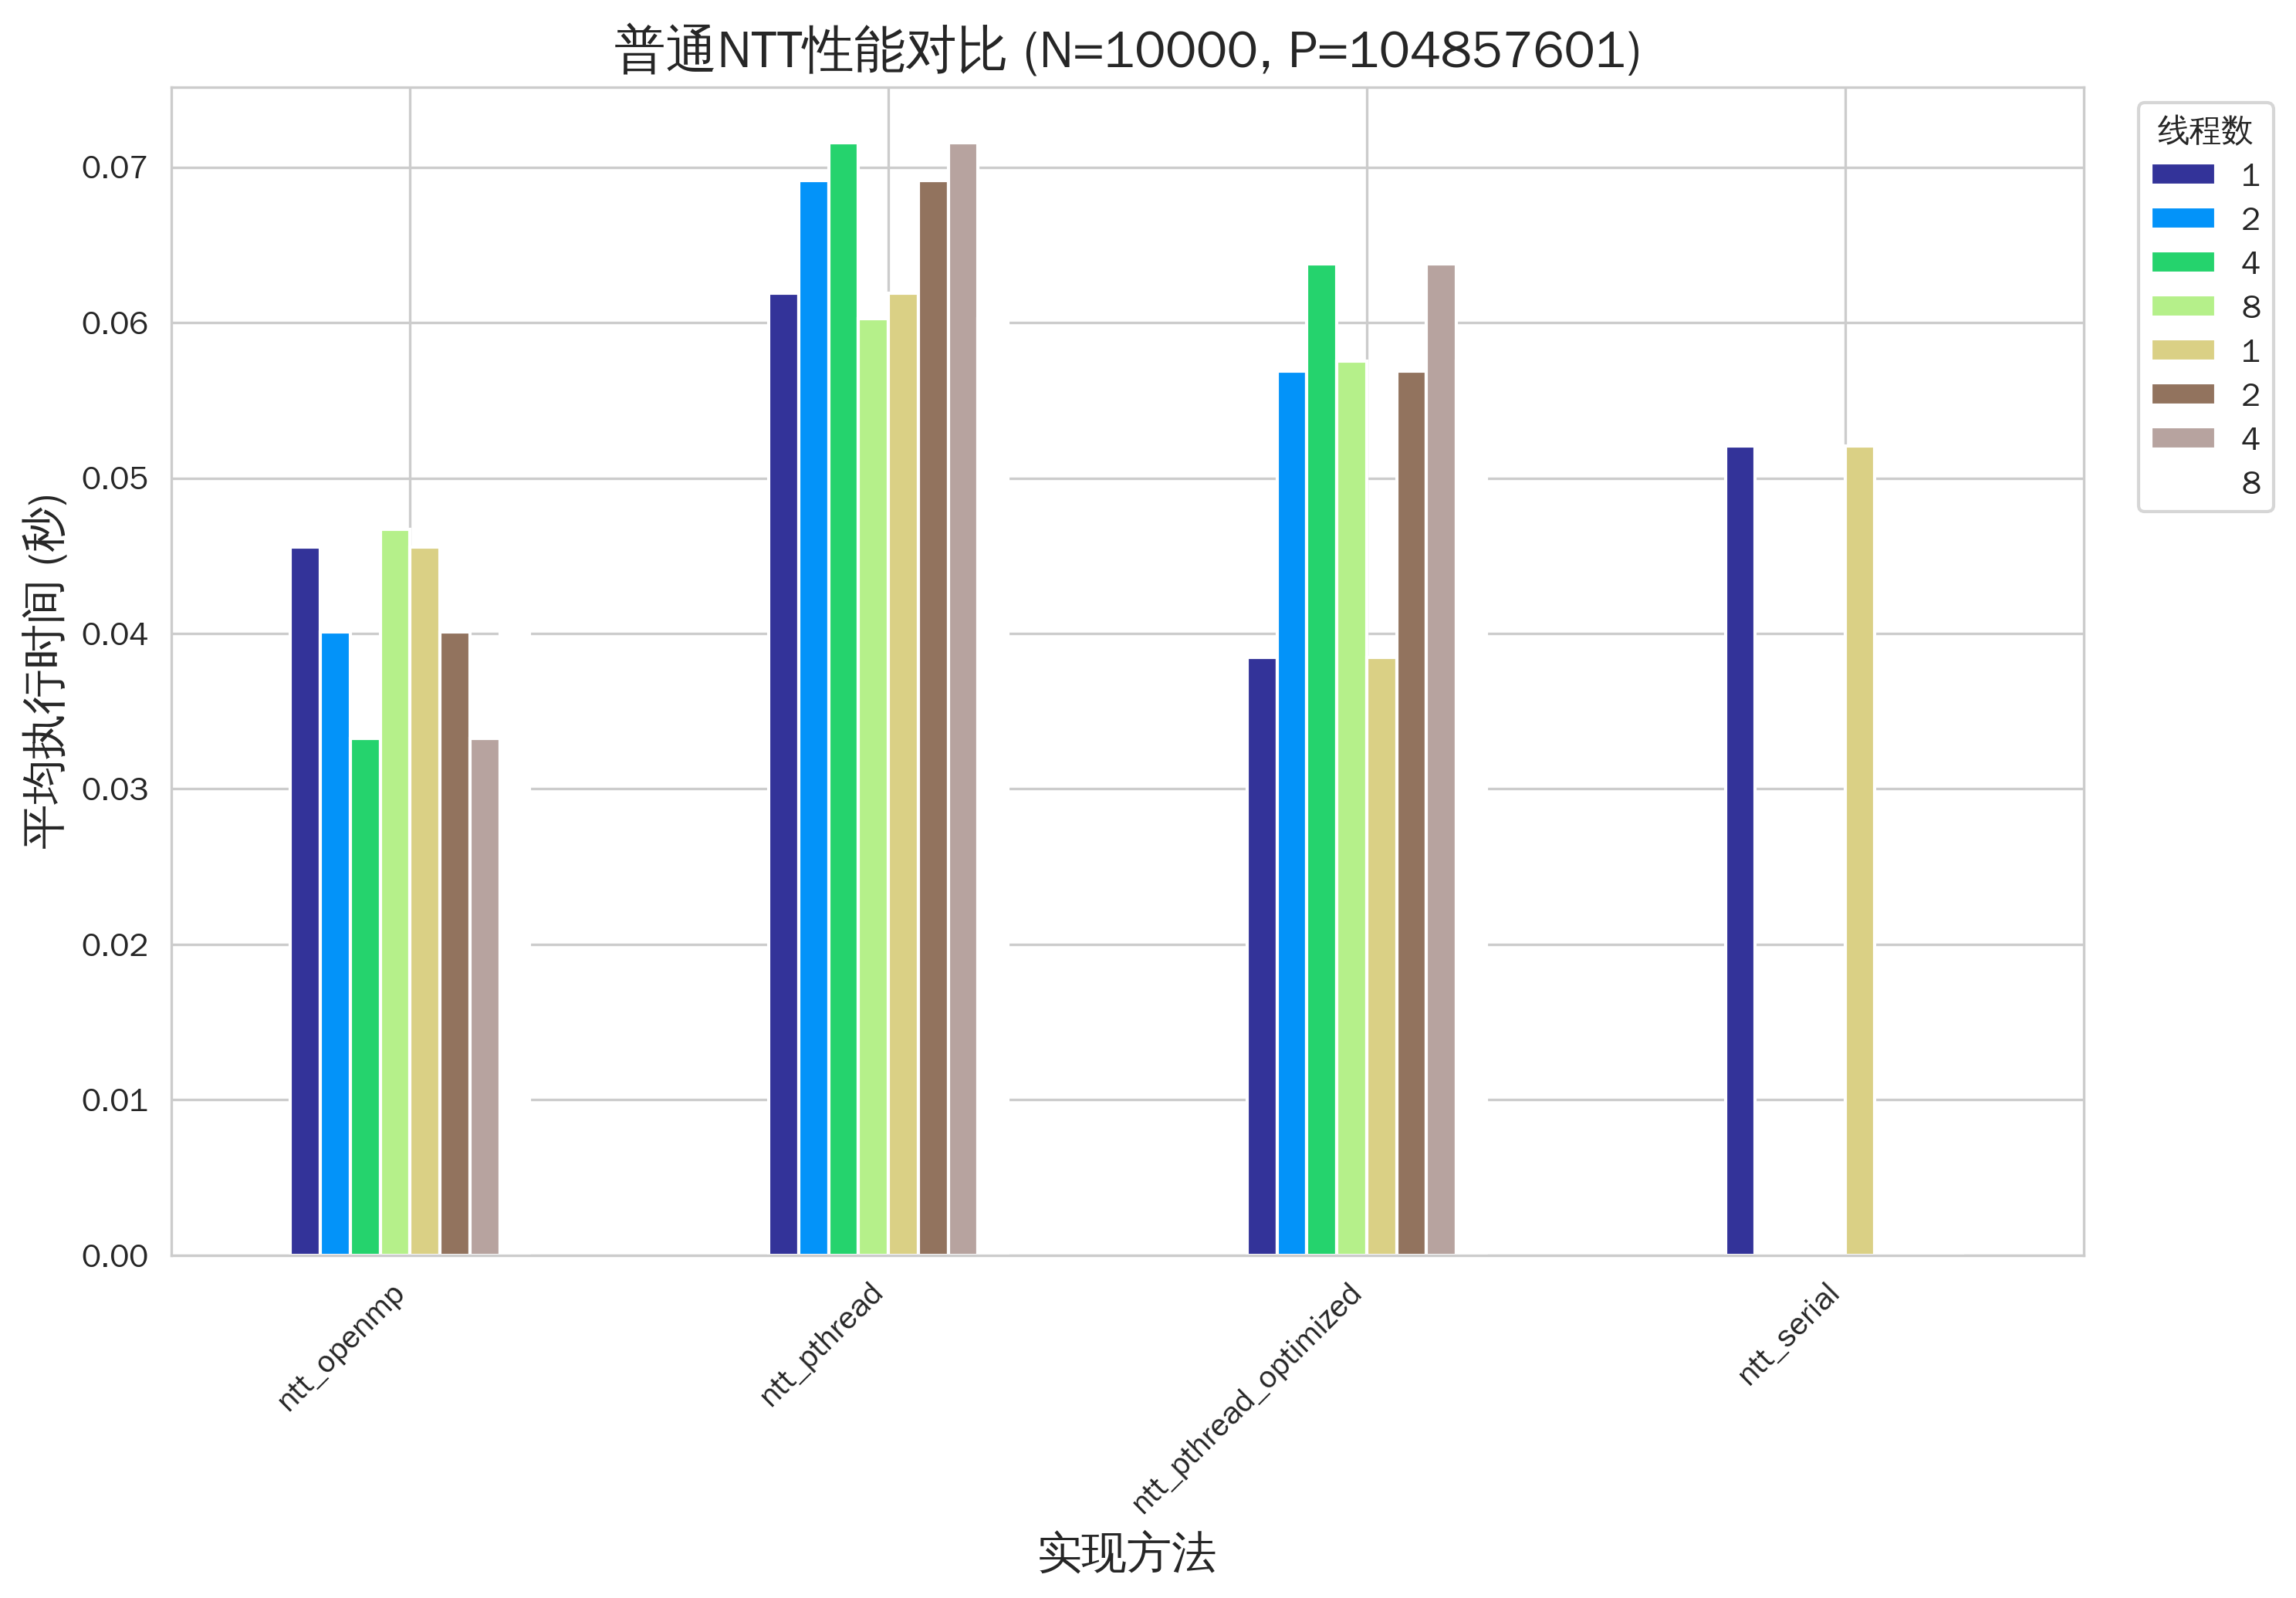 普通NTT性能对比 (N=10000, P=104857601)
平均执行时间 (秒)
0.07
0.06
0.05
0.04
0.03
0.02
0.01
0.00
线程数
1
2
4
8
1
2
4
8
ntt_openmp
ntt_pthread
ntt_pthread_optimized
ntt_serial
实现方法